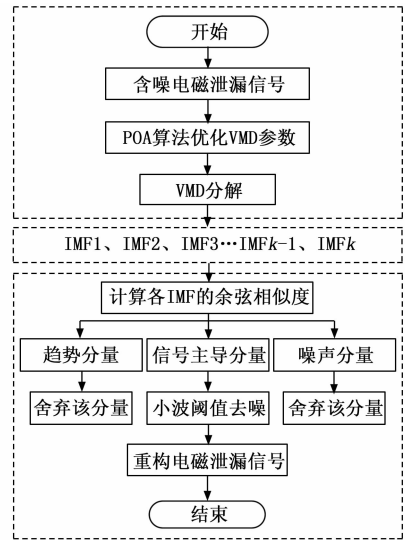 开始
含噪电磁泄漏信号
POA算法优化VMD参数
VMD分解
IMF1、IMF2、IMF3…IMFk-1、IMFk
计算各IMF的余弦相似度
趋势分量 信号主导分量 噪声分量
舍弃该分量 小波阈值去噪 舍弃该分量
重构电磁泄漏信号
结束